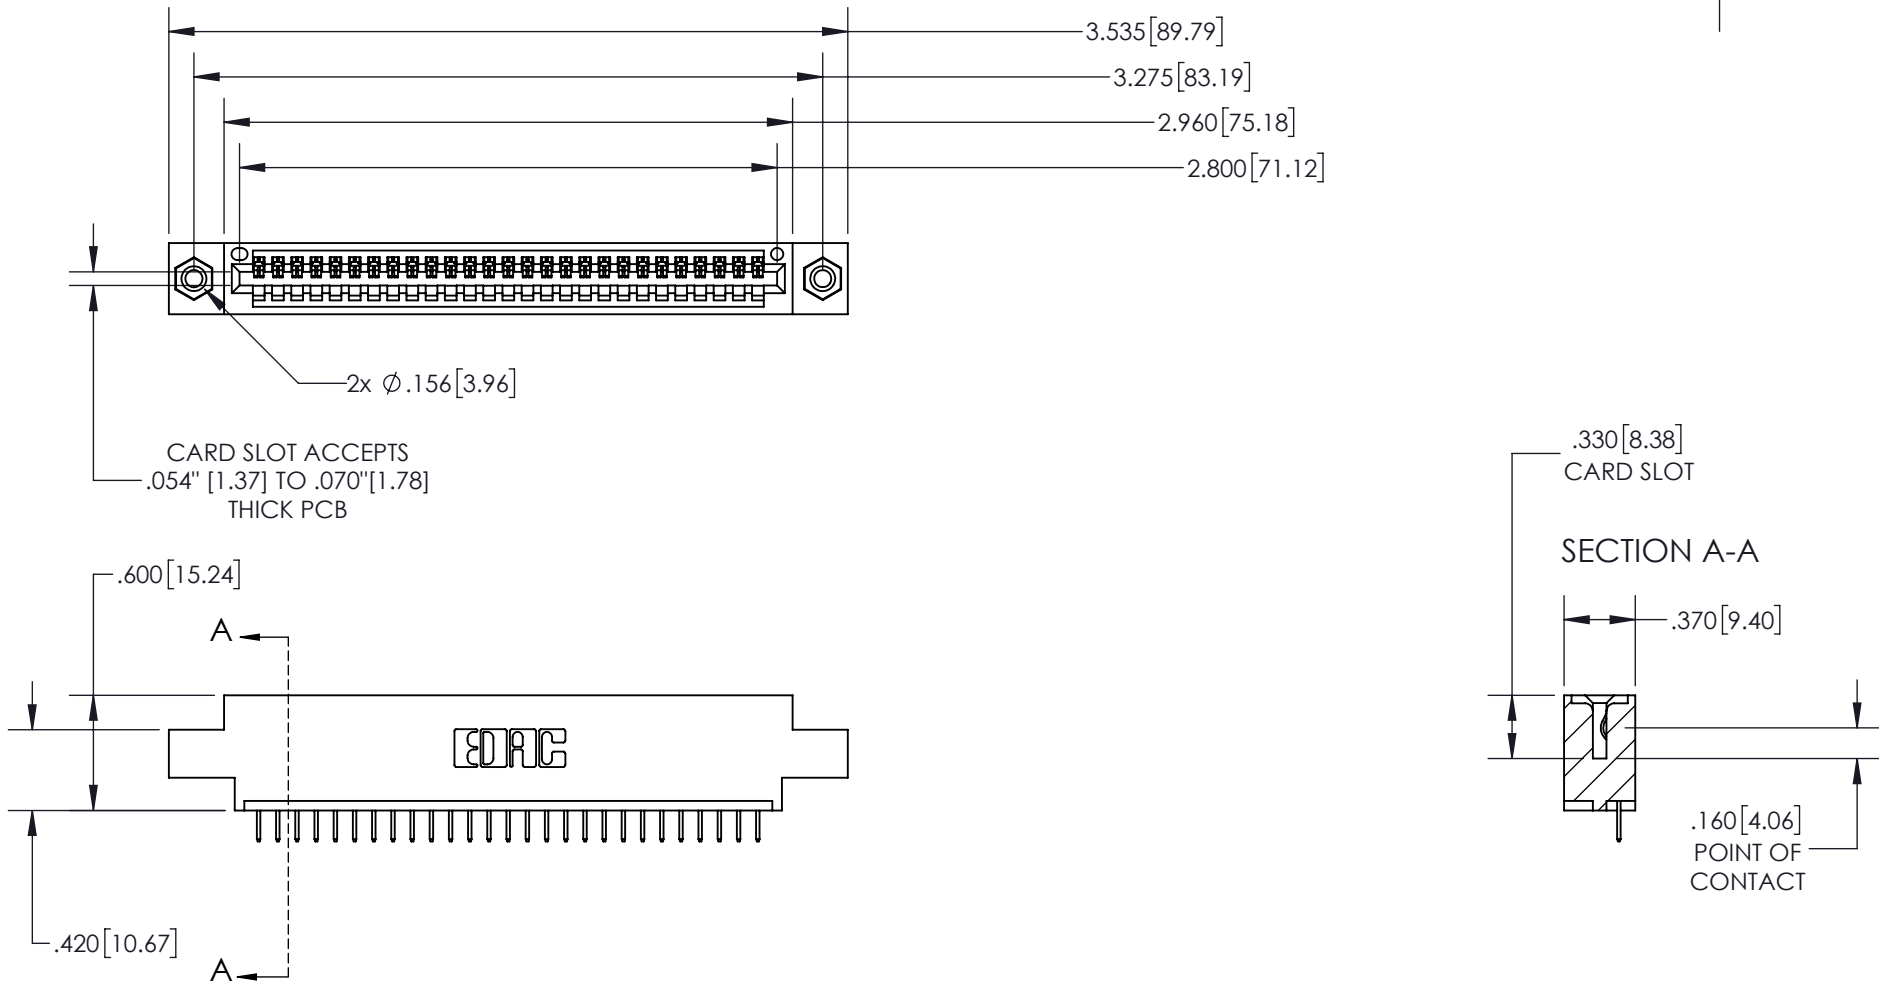 3.535[89.79]
3.275[83.19]
2.960[75.18]
2.800[71.12]
2x ∅.156[3.96]
CARD SLOT ACCEPTS
.054" [1.37] TO .070"[1.78]
THICK PCB
.330[8.38]
CARD SLOT
SECTION A-A
.600[15.24]
.370[9.40]
A
EDAC
.160[4.06]
POINT OF
CONTACT
.420[10.67]
A